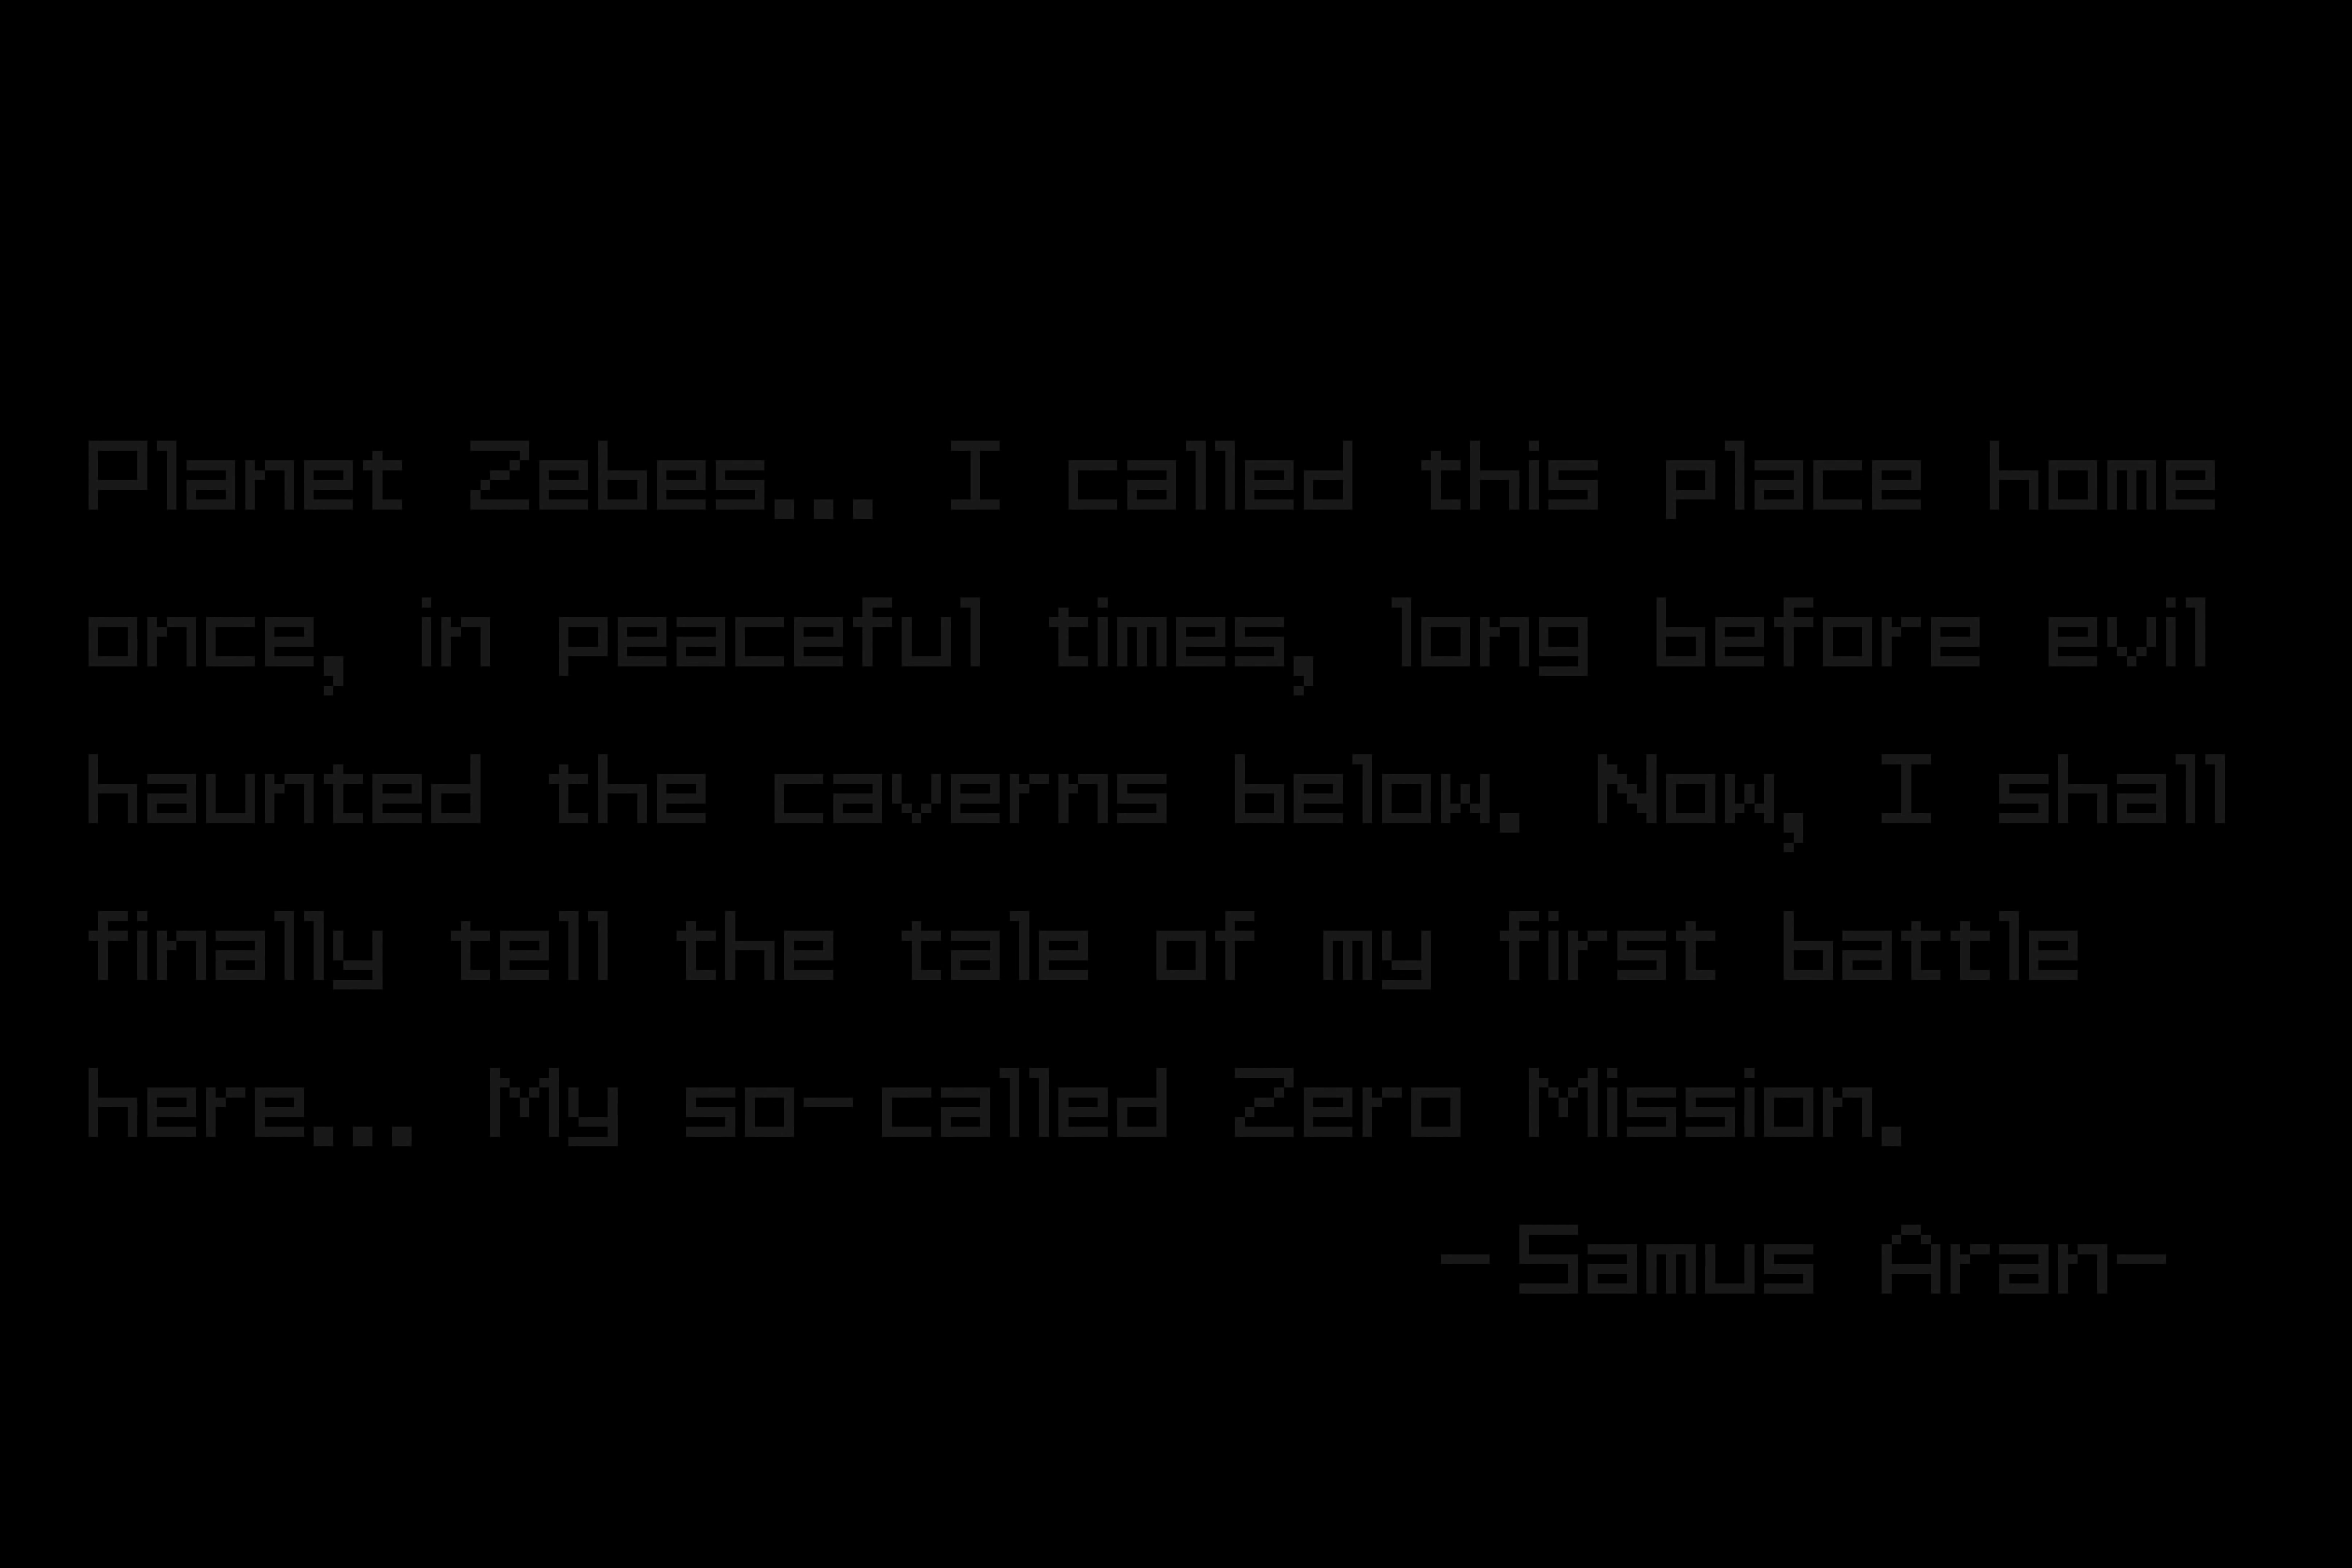 Planet Zebes... I called this place home
once, in peaceful times, long before evil
haunted the caverns below. Now, I shall
finally tell the tale of my first battle
here... My so-called Zero Mission.
-Samus Aran-